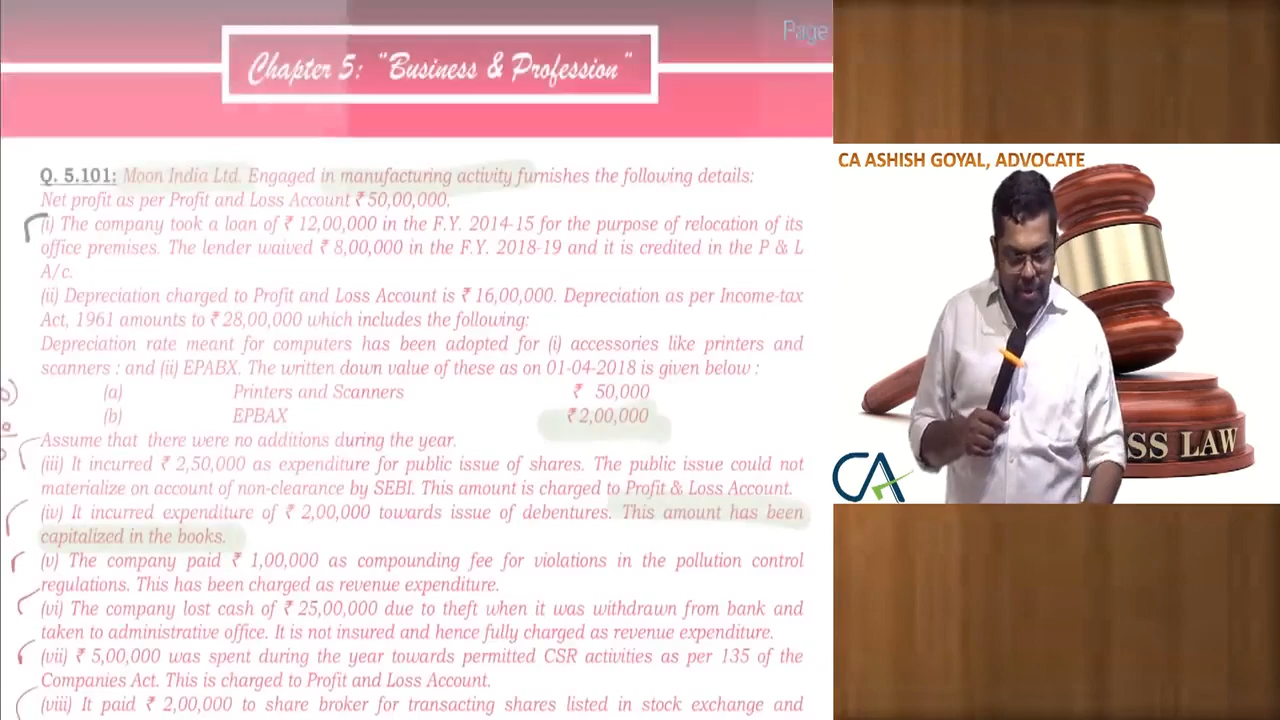 Page
Chapter 5: "Business & Profession"
Q. 5.101: Moon India Ltd. Engaged in manufacturing activity furnishes the following details:
Net profit as per Profit and Loss Account ₹ 50,00,000.
(i) The company took a loan of ₹ 12,00,000 in the F.Y. 2014-15 for the purpose of relocation of its
office premises. The lender waived ₹ 8,00,000 in the F.Y. 2018-19 and it is credited in the P & L
A/c.
(ii) Depreciation charged to Profit and Loss Account is ₹ 16,00,000. Depreciation as per Income-tax
Act, 1961 amounts to ₹ 28,00,000 which includes the following:
Depreciation rate meant for computers has been adopted for (i) accessories like printers and
scanners : and (ii) EPABX. The written down value of these as on 01-04-2018 is given below :
(a) Printers and Scanners ₹ 50,000
(b) EPBAX ₹ 2,00,000
Assume that there were no additions during the year.
(iii) It incurred ₹ 2,50,000 as expenditure for public issue of shares. The public issue could not
materialize on account of non-clearance by SEBI. This amount is charged to Profit & Loss Account.
(iv) It incurred expenditure of ₹ 2,00,000 towards issue of debentures. This amount has been
capitalized in the books.
(v) The company paid ₹ 1,00,000 as compounding fee for violations in the pollution control
regulations. This has been charged as revenue expenditure.
(vi) The company lost cash of ₹ 25,00,000 due to theft when it was withdrawn from bank and
taken to administrative office. It is not insured and hence fully charged as revenue expenditure.
(vii) ₹ 5,00,000 was spent during the year towards permitted CSR activities as per 135 of the
Companies Act. This is charged to Profit and Loss Account.
(viii) It paid ₹ 2,00,000 to share broker for transacting shares listed in stock exchange and
CA ASHISH GOYAL, ADVOCATE
SS LAW
CA